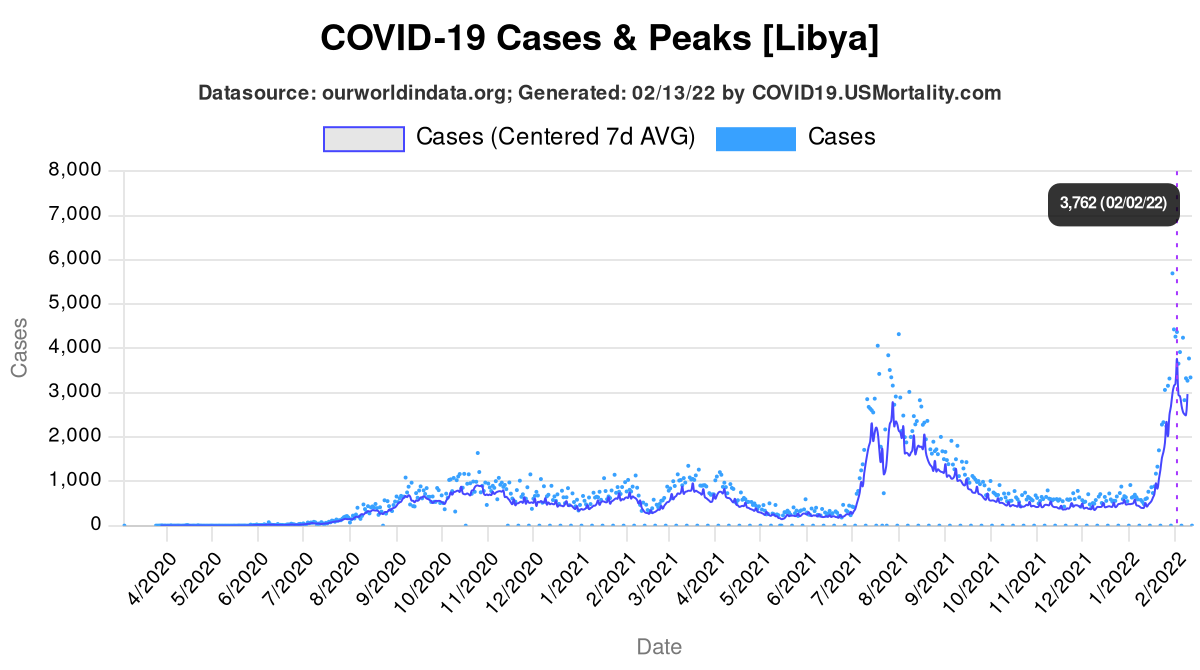 COVID-19 Cases & Peaks [Libya]
Datasource: ourworldindata.org; Generated: 02/13/22 by COVID19.USMortality.com
Cases (Centered 7d AVG) Cases
8,000
3,762 (02/02/22)
7,000
6,000
5,000
4,000
3,000
2,000
1,000
0
Cases
4/2020 5/2020 6/2020 7/2020 8/2020 9/2020 10/2020 11/2020 12/2020 1/2021 2/2021 3/2021 4/2021 5/2021 6/2021 7/2021 8/2021 9/2021 10/2021 11/2021 12/2021 1/2022 2/2022
Date